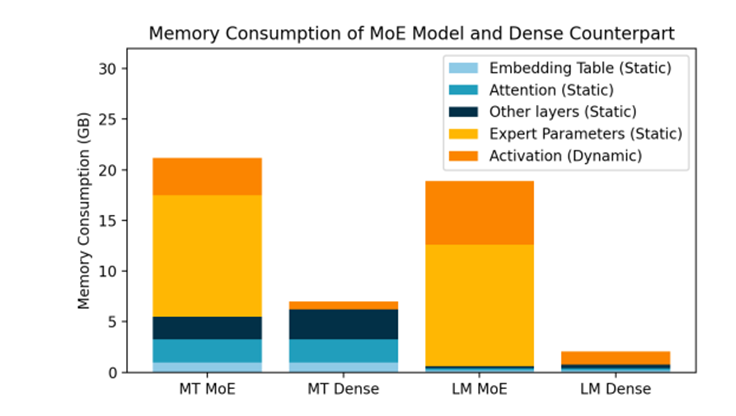 Memory Consumption of MoE Model and Dense Counterpart
Memory Consumption (GB)
30
25
20
15
10
5
0
Embedding Table (Static)
Attention (Static)
Other layers (Static)
Expert Parameters (Static)
Activation (Dynamic)
MT MoE
MT Dense
LM MoE
LM Dense